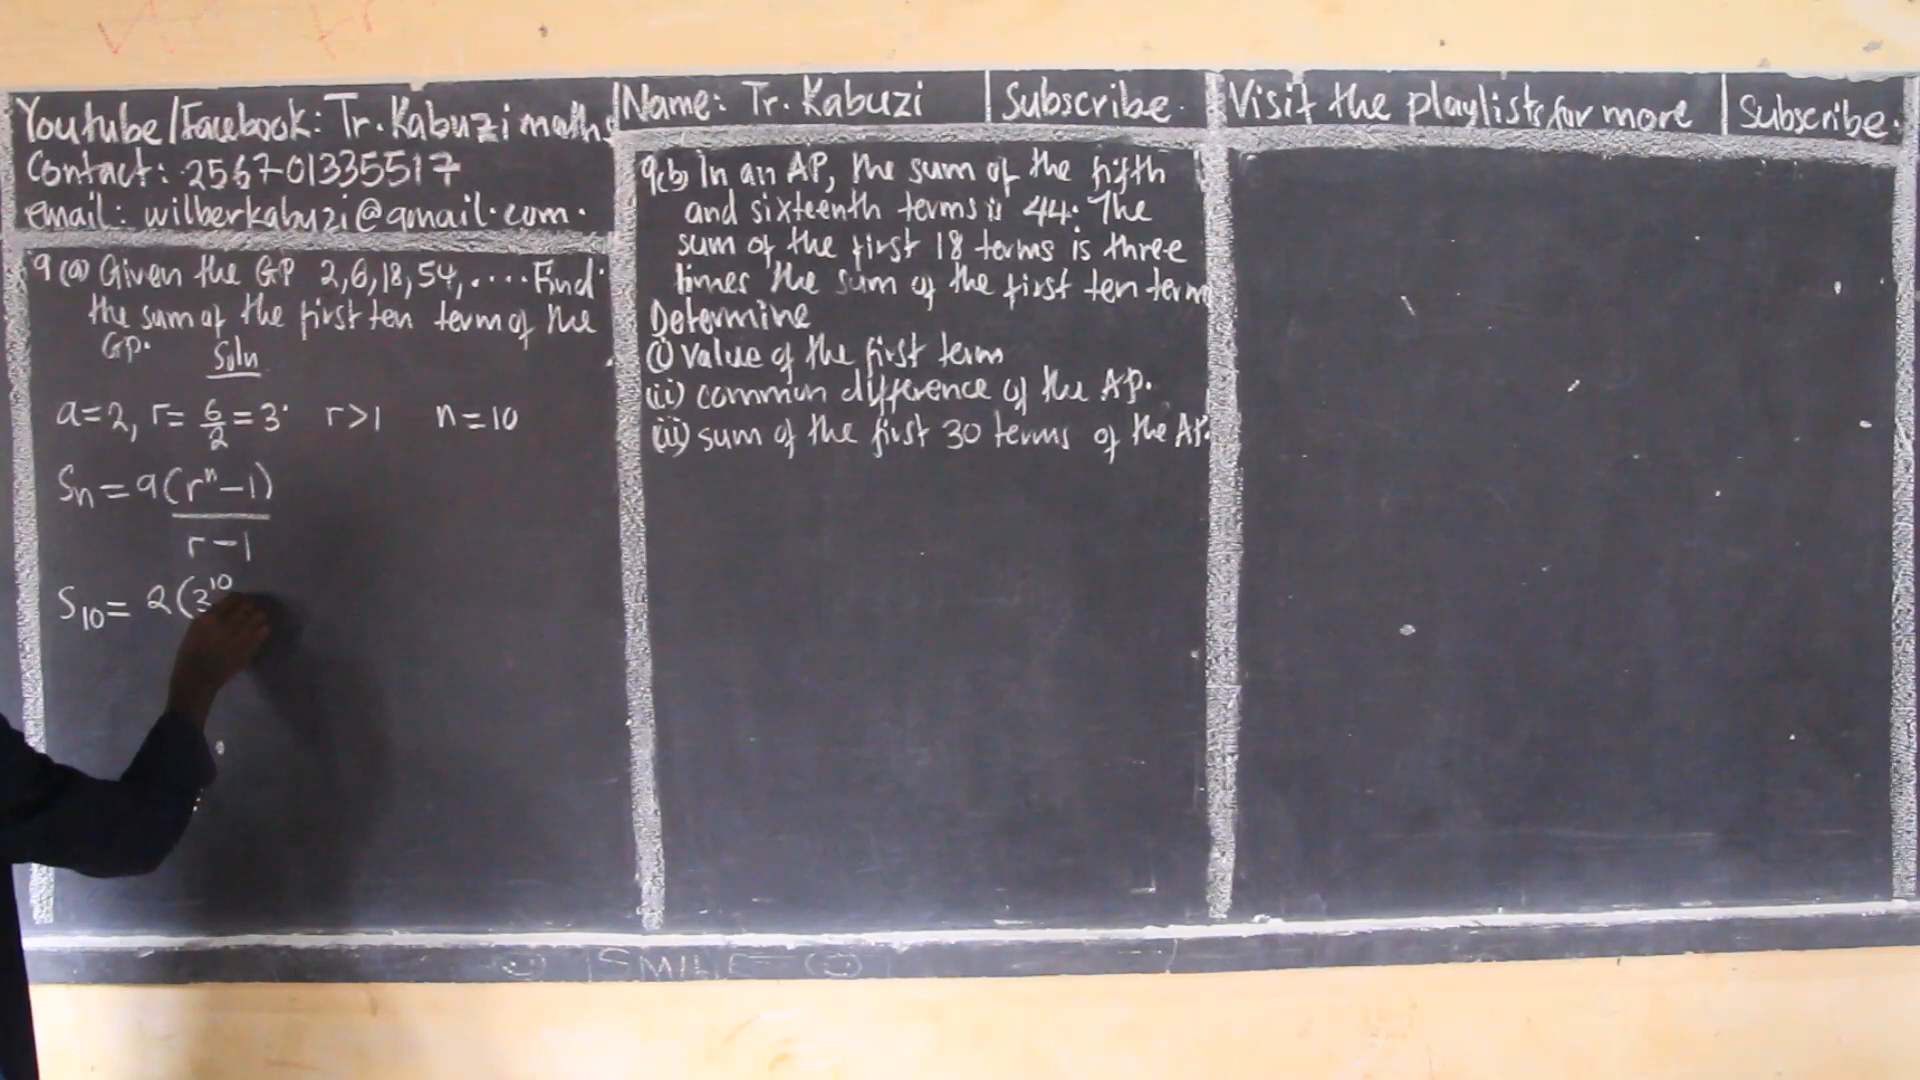 Youtube/Facebook: Tr. Kabuzi maths
Contact: 256701335517
email: wilberkabuzi@gmail.com.
9(a) Given the GP 2,6,18,54,.... Find
the sum of the first ten term of the
GP.
Soln
a=2, r= 6/2 =3. r>1 n=10
Sn = a(rⁿ-1)
r-1
S10= 2(3¹⁰
Name: Tr. Kabuzi | Subscribe.
9(b) In an AP, the sum of the fifth
and sixteenth terms is 44. The
sum of the first 18 terms is three
times the sum of the first ten term
Determine
(i) value of the first term
(ii) common difference of the AP.
(iii) sum of the first 30 terms of the AP.
Visit the playlists for more | Subscribe.
SMILE